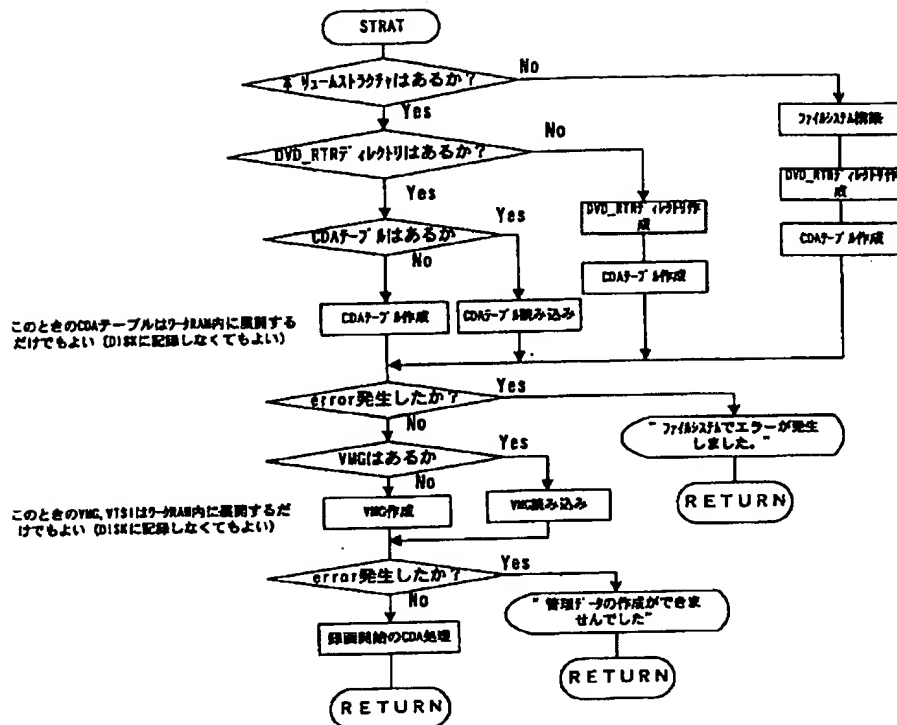 STRAT
リュームストラクチャはあるか?
No
Yes
ファイルシステム構築
DVD_RTRディレクトリはあるか?
No
Yes
DVD_RTRディレクトリ作
成
DVD_RTRディレクトリ作
成
CDAテーブルはあるか
Yes
No
CDAテーブル作成
CDAテーブル作成
CDAテーブル作成
CDAテーブル読み込み
このときのCDAテーブルはワークRAM内に展開する
だけでもよい (DISKに記録しなくてもよい)
error発生したか?
Yes
No
" ファイルシステムでエラーが発生
しました。"
RETURN
VMGはあるか
Yes
No
VMG作成
VMG読み込み
このときのVMG,VTSIはワークRAM内に展開するだ
けでもよい (DISKに記録しなくてもよい)
error発生したか?
Yes
No
" 管理データの作成ができま
せんでした"
録画開始のCDA処理
RETURN
RETURN